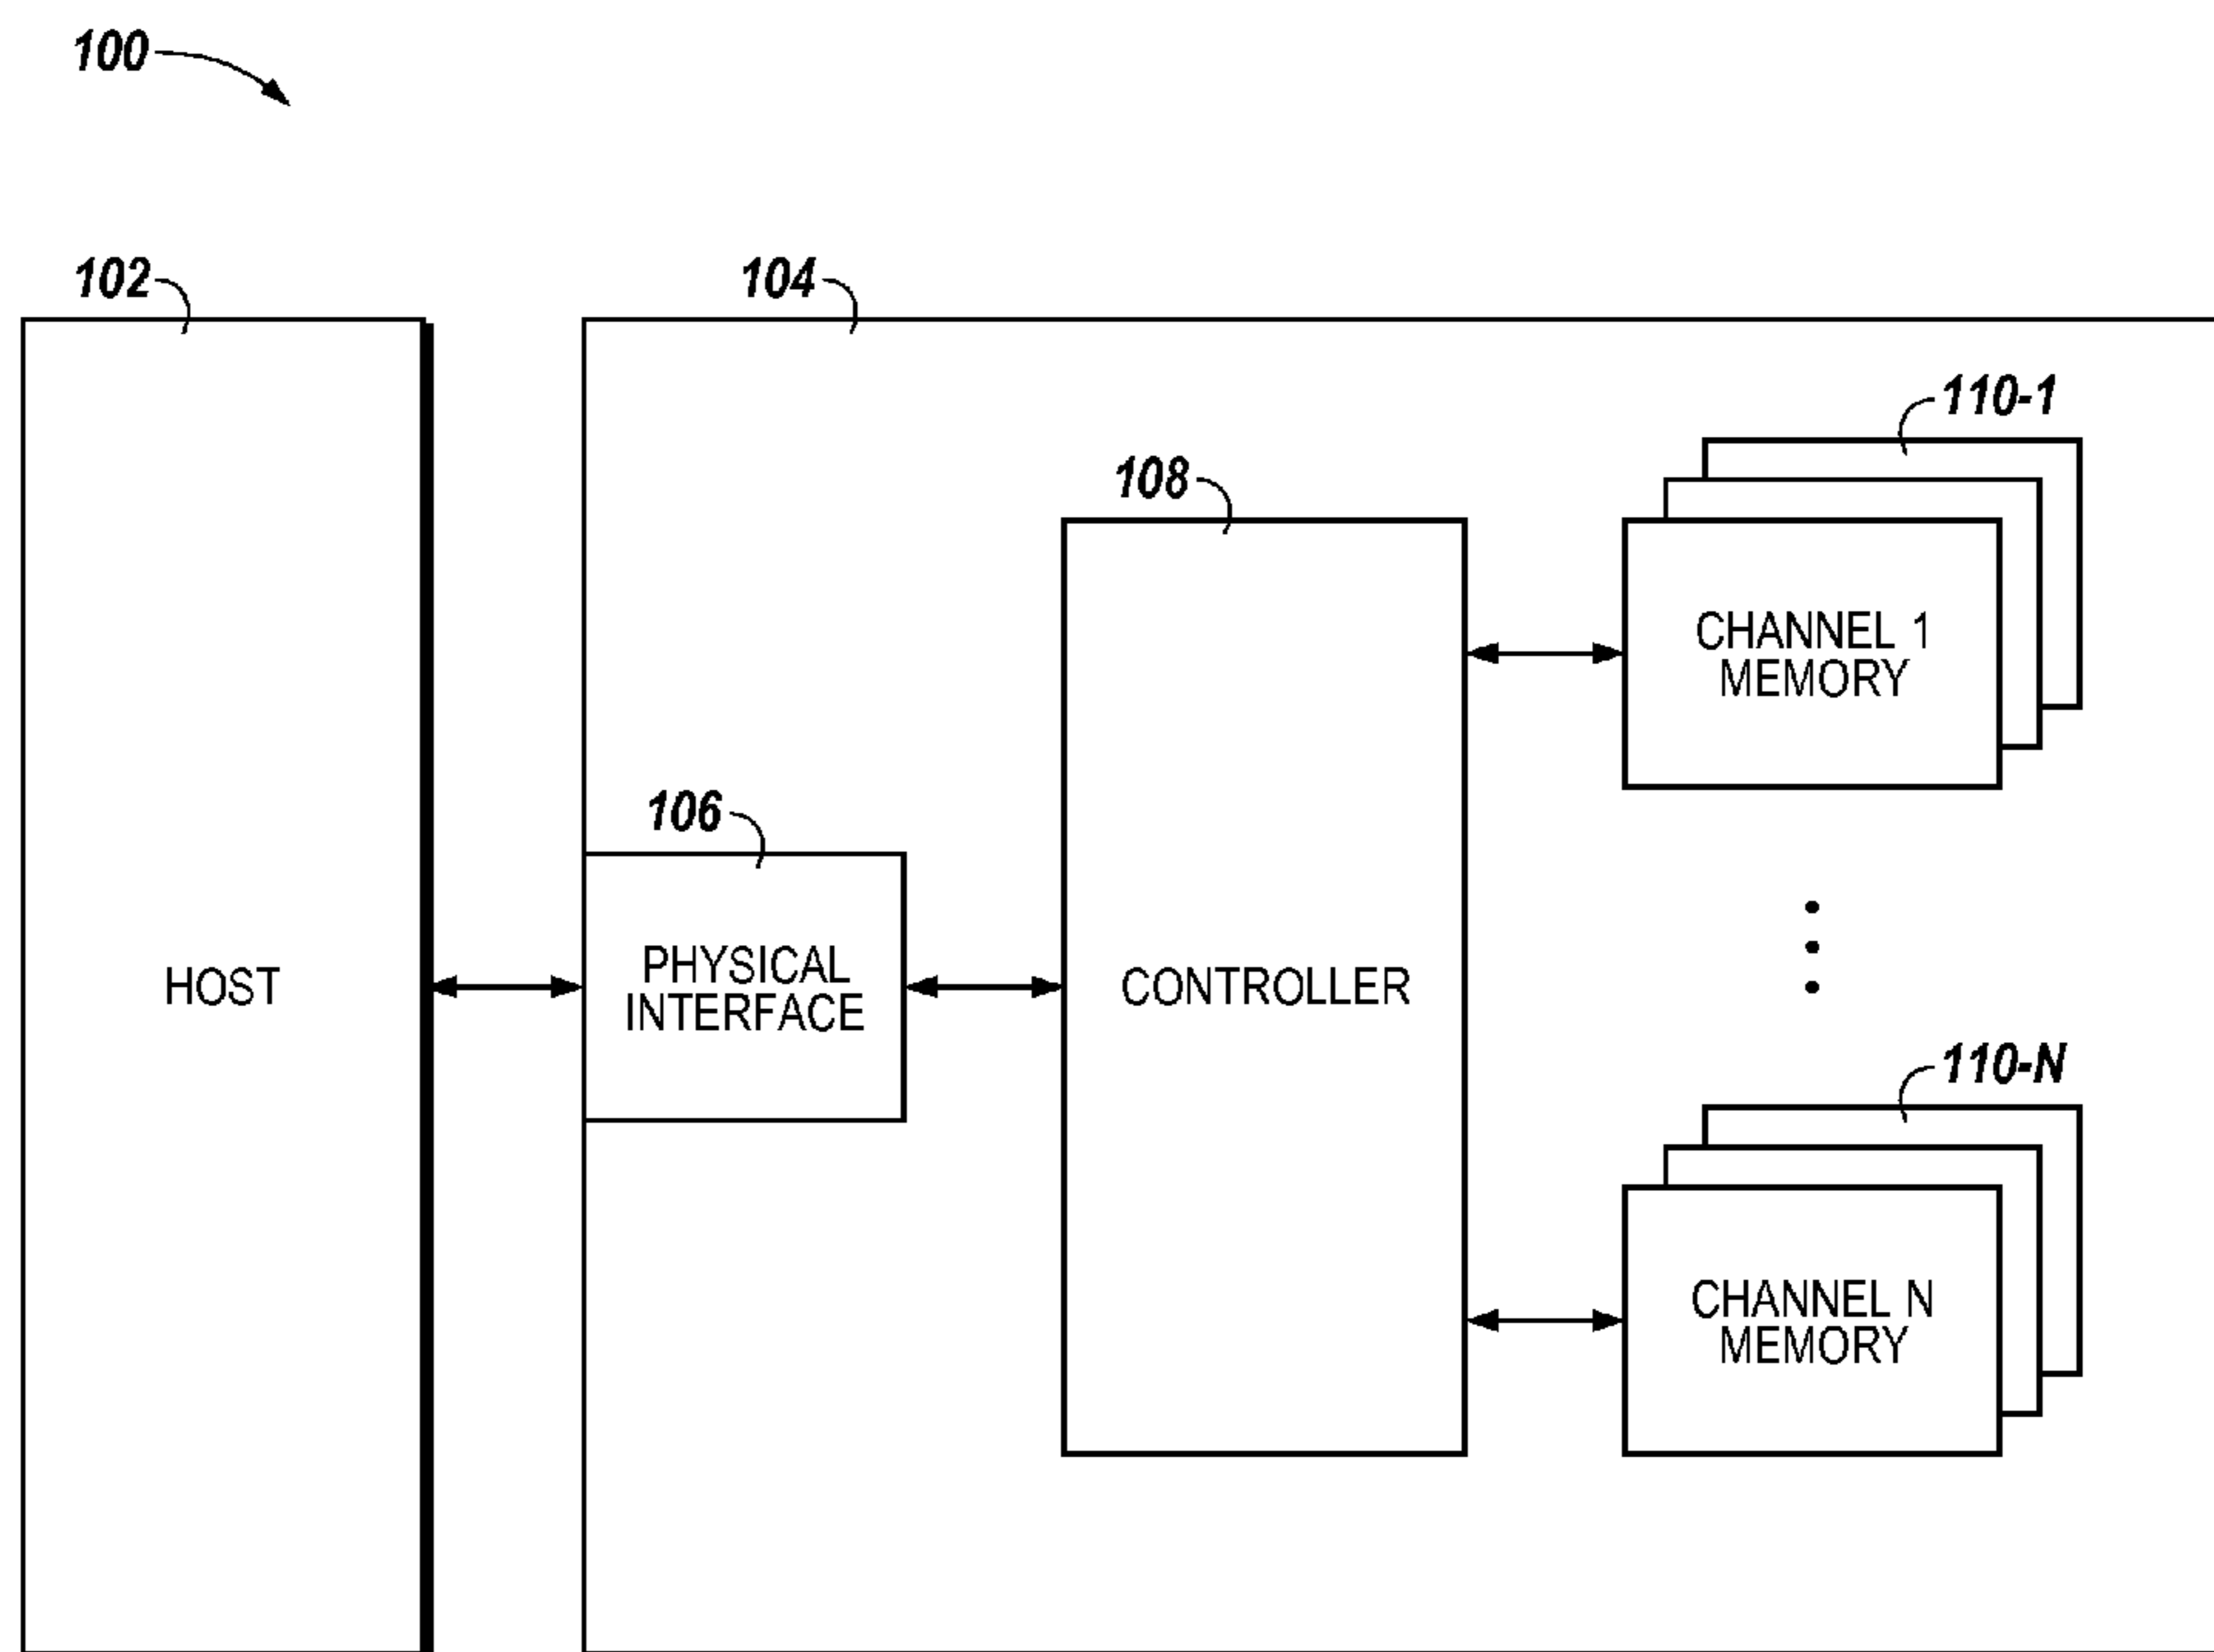 100
102
104
110-1
108
CHANNEL 1
MEMORY
106
PHYSICAL
INTERFACE
HOST
CONTROLLER
110-N
CHANNEL N
MEMORY